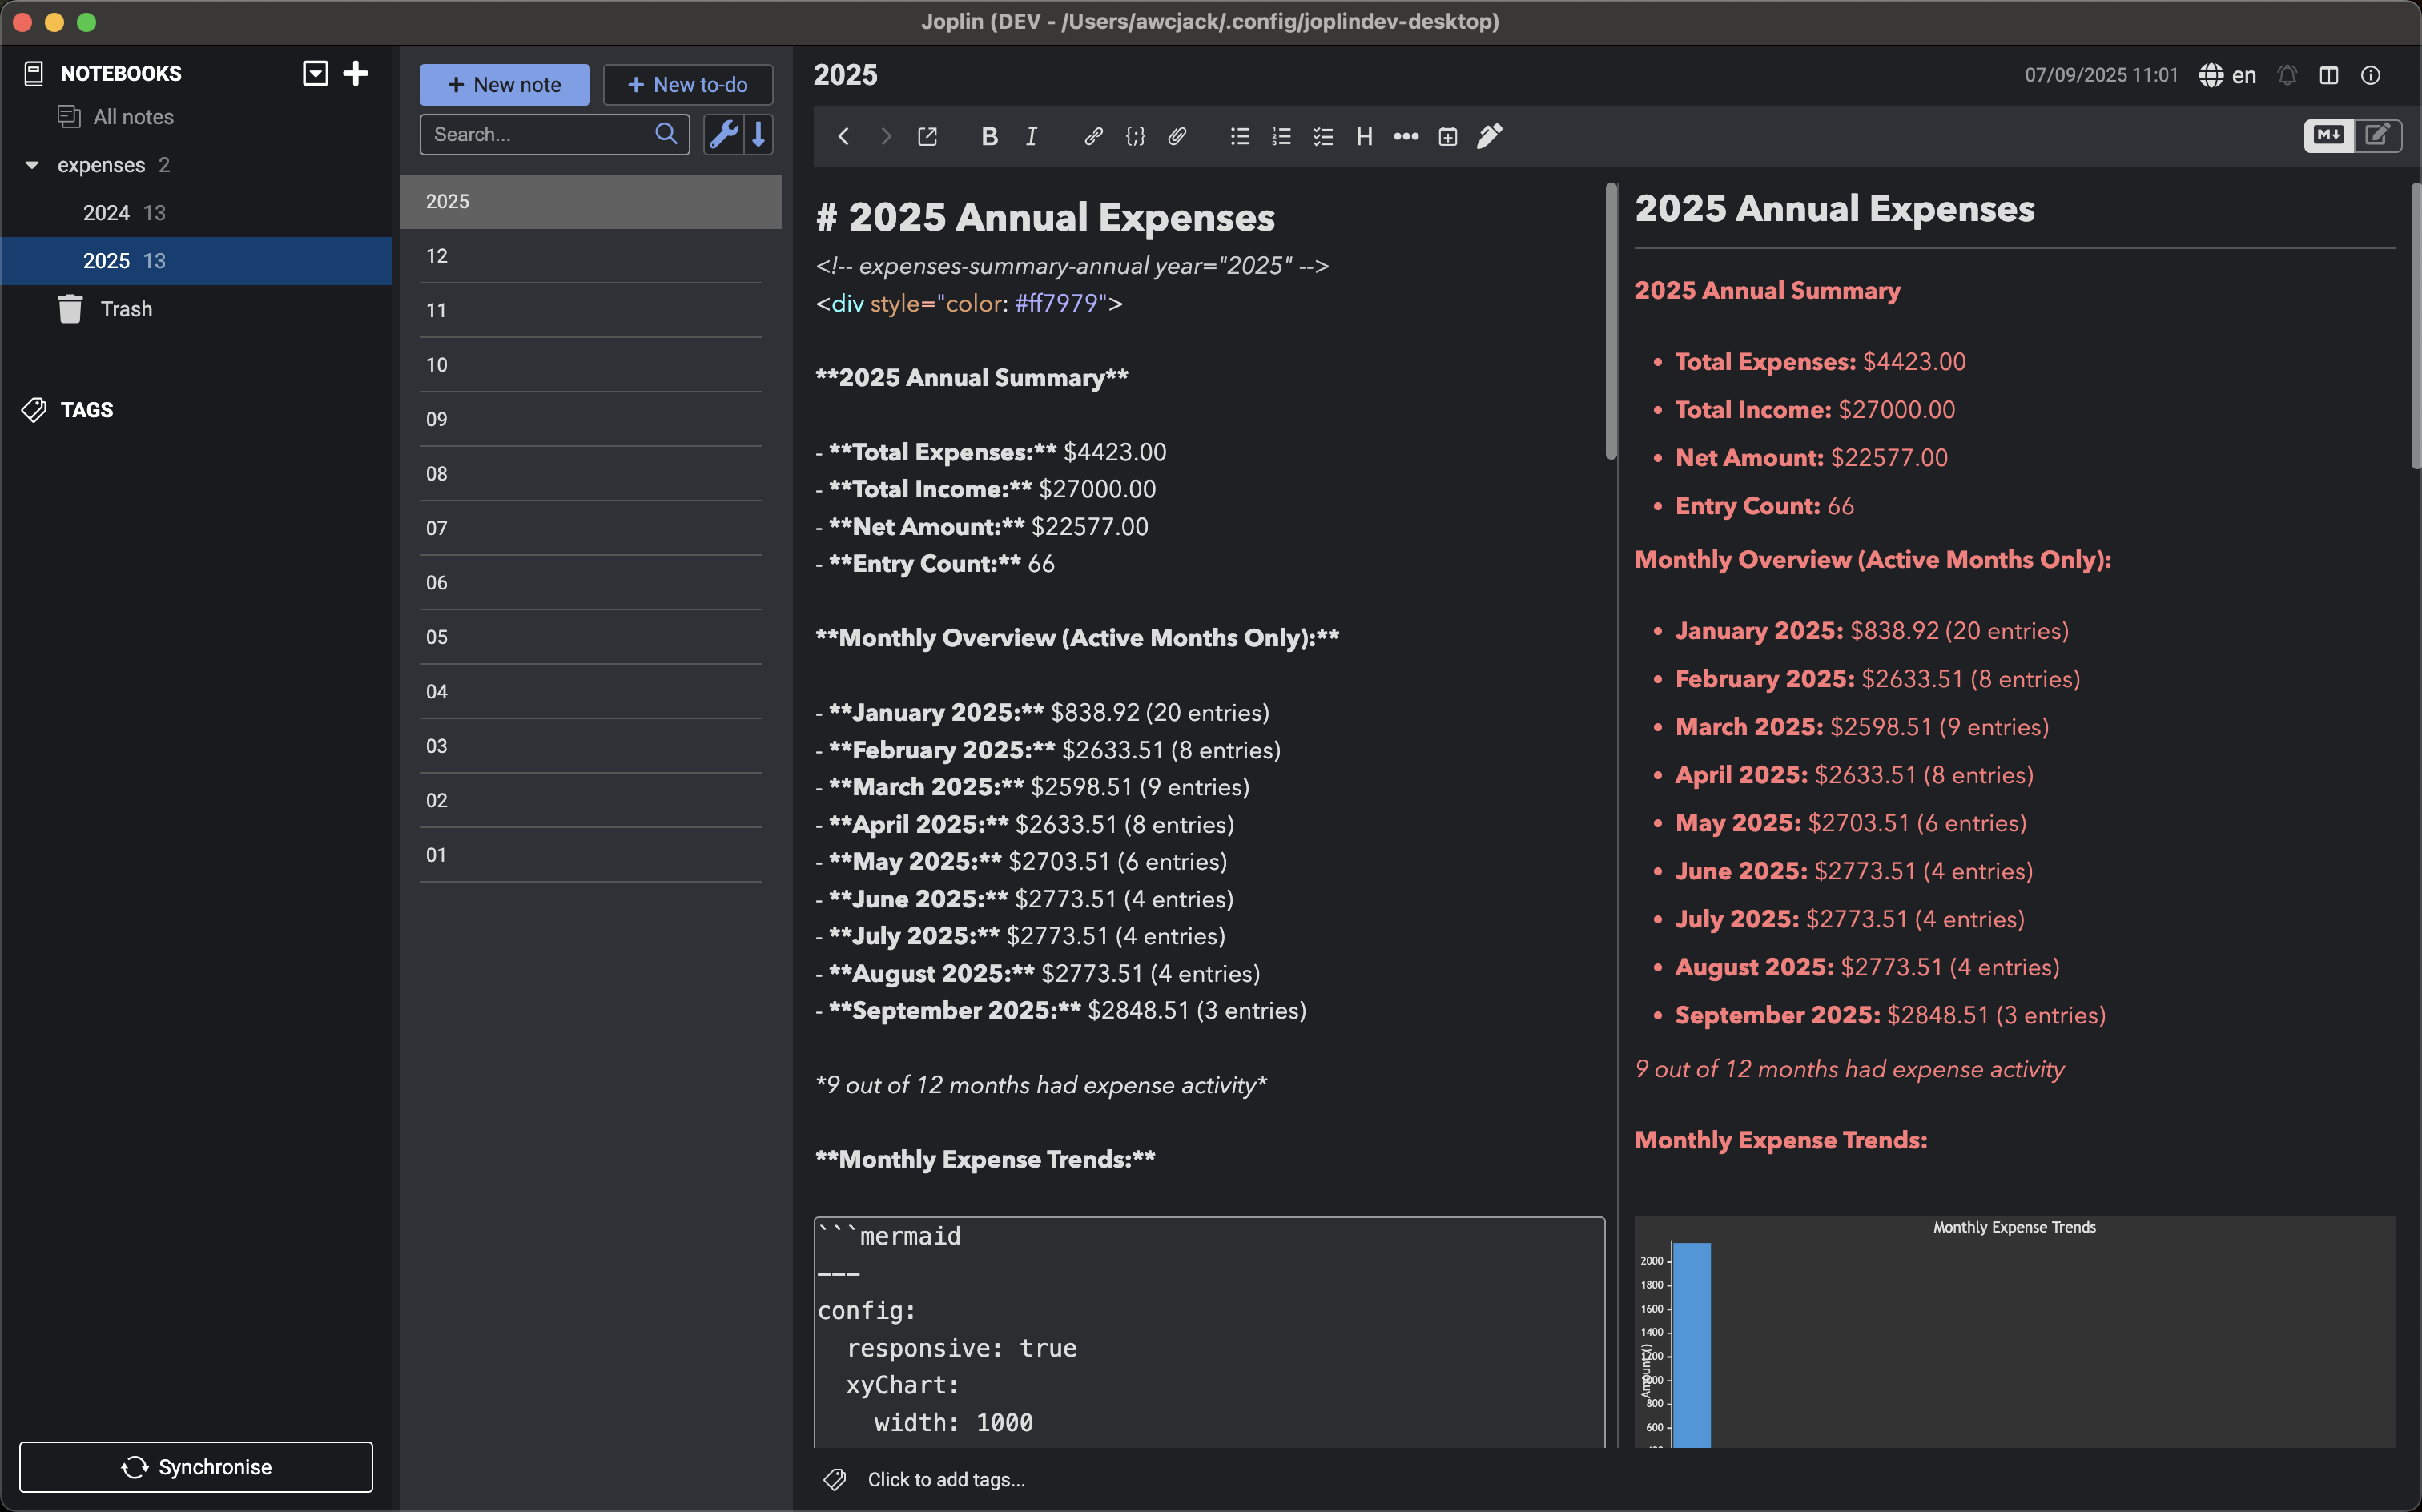 Joplin (DEV - /Users/awcjack/.config/joplindev-desktop)
NOTEBOOKS
All notes
expenses 2
2024 13
2025 13
Trash
TAGS
Synchronise
New note
New to-do
Search...
2025
12
11
10
09
08
07
06
05
04
03
02
01
2025
07/09/2025 11:01
en
B I H
M↓
# 2025 Annual Expenses
<!-- expenses-summary-annual year="2025" -->
<div style="color: #ff7979">
**2025 Annual Summary**
- **Total Expenses:** $4423.00
- **Total Income:** $27000.00
- **Net Amount:** $22577.00
- **Entry Count:** 66
**Monthly Overview (Active Months Only):**
- **January 2025:** $838.92 (20 entries)
- **February 2025:** $2633.51 (8 entries)
- **March 2025:** $2598.51 (9 entries)
- **April 2025:** $2633.51 (8 entries)
- **May 2025:** $2703.51 (6 entries)
- **June 2025:** $2773.51 (4 entries)
- **July 2025:** $2773.51 (4 entries)
- **August 2025:** $2773.51 (4 entries)
- **September 2025:** $2848.51 (3 entries)
*9 out of 12 months had expense activity*
**Monthly Expense Trends:**
```mermaid
---
config:
  responsive: true
  xyChart:
    width: 1000
Click to add tags...
2025 Annual Expenses
2025 Annual Summary
• Total Expenses: $4423.00
• Total Income: $27000.00
• Net Amount: $22577.00
• Entry Count: 66
Monthly Overview (Active Months Only):
• January 2025: $838.92 (20 entries)
• February 2025: $2633.51 (8 entries)
• March 2025: $2598.51 (9 entries)
• April 2025: $2633.51 (8 entries)
• May 2025: $2703.51 (6 entries)
• June 2025: $2773.51 (4 entries)
• July 2025: $2773.51 (4 entries)
• August 2025: $2773.51 (4 entries)
• September 2025: $2848.51 (3 entries)
9 out of 12 months had expense activity
Monthly Expense Trends:
Monthly Expense Trends
Amount ()
2000
1800
1600
1400
1200
1000
800
600